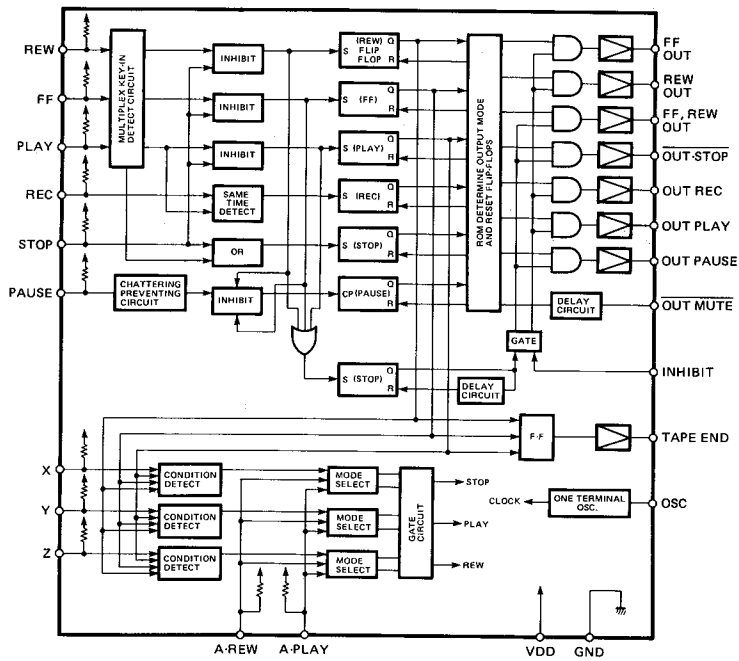 REW
FF
PLAY
REC
STOP
PAUSE
MULTIPLEX KEY-IN
DETECT CIRCUIT
INHIBIT
INHIBIT
INHIBIT
SAME
TIME
DETECT
OR
CHATTERING
PREVENTING
CIRCUIT
INHIBIT
(REW) Q
S FLIP
FLOP R
Q
S (FF)
R
Q
S (PLAY)
R
Q
S (REC)
R
Q
S (STOP)
R
Q
CP (PAUSE)
R
Q
S (STOP)
R
ROM DETERMINE OUTPUT MODE
AND RESET FLIP-FLOPS
DELAY
CIRCUIT
GATE
DELAY
CIRCUIT
FF
OUT
REW
OUT
FF, REW
OUT
OUT-STOP
OUT REC
OUT PLAY
OUT PAUSE
OUT MUTE
INHIBIT
F·F
TAPE END
X
Y
Z
CONDITION
DETECT
CONDITION
DETECT
CONDITION
DETECT
MODE
SELECT
MODE
SELECT
MODE
SELECT
GATE
CIRCUIT
STOP
PLAY
REW
CLOCK
ONE TERMINAL
OSC.
OSC
A·REW
A·PLAY
VDD
GND